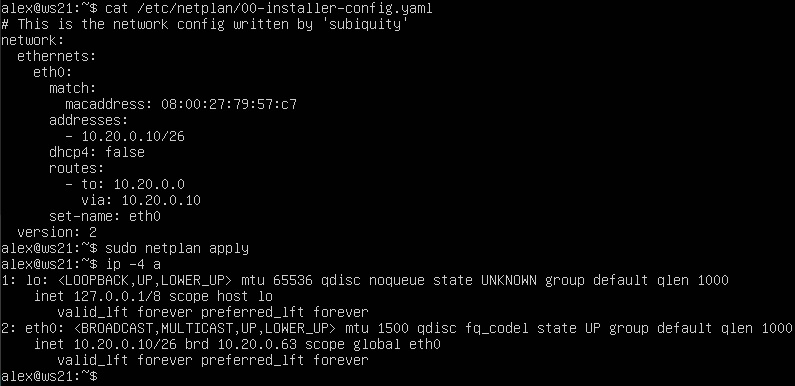 alex@ws21:~$ cat /etc/netplan/00-installer-config.yaml
# This is the network config written by 'subiquity'
network:
  ethernets:
    eth0:
      match:
        macaddress: 08:00:27:79:57:c7
      addresses:
        - 10.20.0.10/26
      dhcp4: false
      routes:
        - to: 10.20.0.0
          via: 10.20.0.10
      set-name: eth0
  version: 2
alex@ws21:~$ sudo netplan apply
alex@ws21:~$ ip -4 a
1: lo: <LOOPBACK,UP,LOWER_UP> mtu 65536 qdisc noqueue state UNKNOWN group default qlen 1000
    inet 127.0.0.1/8 scope host lo
       valid_lft forever preferred_lft forever
2: eth0: <BROADCAST,MULTICAST,UP,LOWER_UP> mtu 1500 qdisc fq_codel state UP group default qlen 1000
    inet 10.20.0.10/26 brd 10.20.0.63 scope global eth0
       valid_lft forever preferred_lft forever
alex@ws21:~$